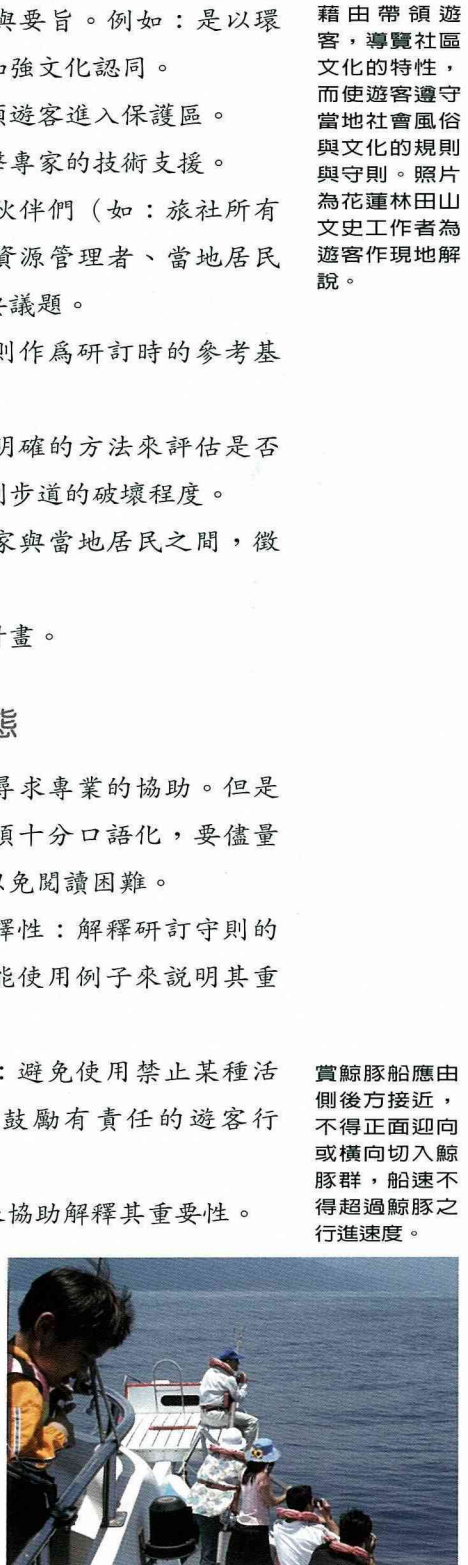 與要旨。例如：是以環
加強文化認同。
領遊客進入保護區。
專家的技術支援。
伙伴們（如：旅社所有
資源管理者、當地居民
議題。
則作爲研訂時的參考基
明確的方法來評估是否
步道的破壞程度。
家與當地居民之間，徵
計畫。
態
尋求專業的協助。但是
須十分口語化，要儘量
以免閱讀困難。
釋性：解釋研訂守則的
能使用例子來說明其重
：避免使用禁止某種活
鼓勵有責任的遊客行
協助解釋其重要性。
藉由帶領遊
客，導覽社區
文化的特性，
而使遊客遵守
當地社會風俗
與文化的規則
與守則。照片
為花蓮林田山
文史工作者為
遊客作現地解
說。
賞鯨豚船應由
側後方接近，
不得正面迎向
或橫向切入鯨
豚群，船速不
得超過鯨豚之
行進速度。